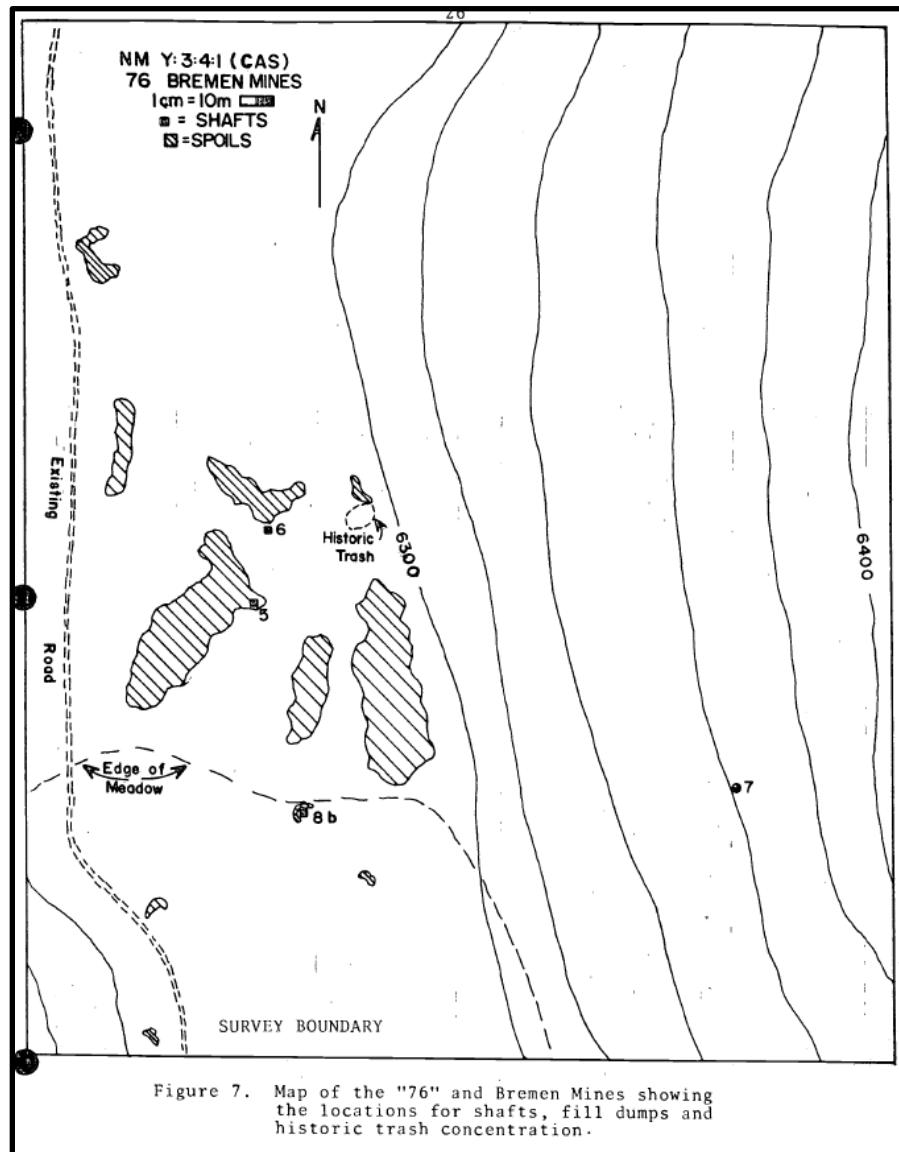 26
NM Y:3:4:1 (CAS)
76 BREMEN MINES
1cm=10m
= SHAFTS
=SPOILS
N
Existing
Road
6
Historic
Trash
6300
6400
5
Edge of
Meadow
7
8b
SURVEY BOUNDARY
Figure 7. Map of the "76" and Bremen Mines showing
the locations for shafts, fill dumps and
historic trash concentration.